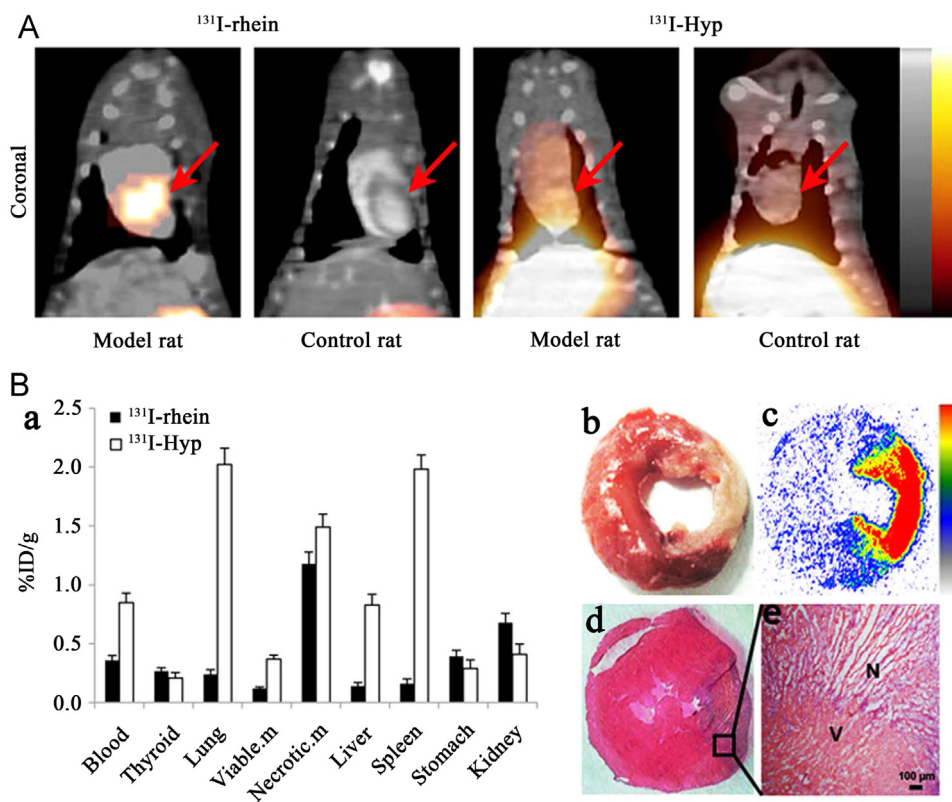 A
¹³¹I-rhein
¹³¹I-Hyp
Coronal
Model rat
Control rat
Model rat
Control rat
B
a
¹³¹I-rhein
¹³¹I-Hyp
%ID/g
2.5
2.0
1.5
1.0
0.5
0.0
Blood
Thyroid
Lung
Viable.m
Necrotic.m
Liver
Spleen
Stomach
Kidney
b
c
d
e
N
V
100 µm